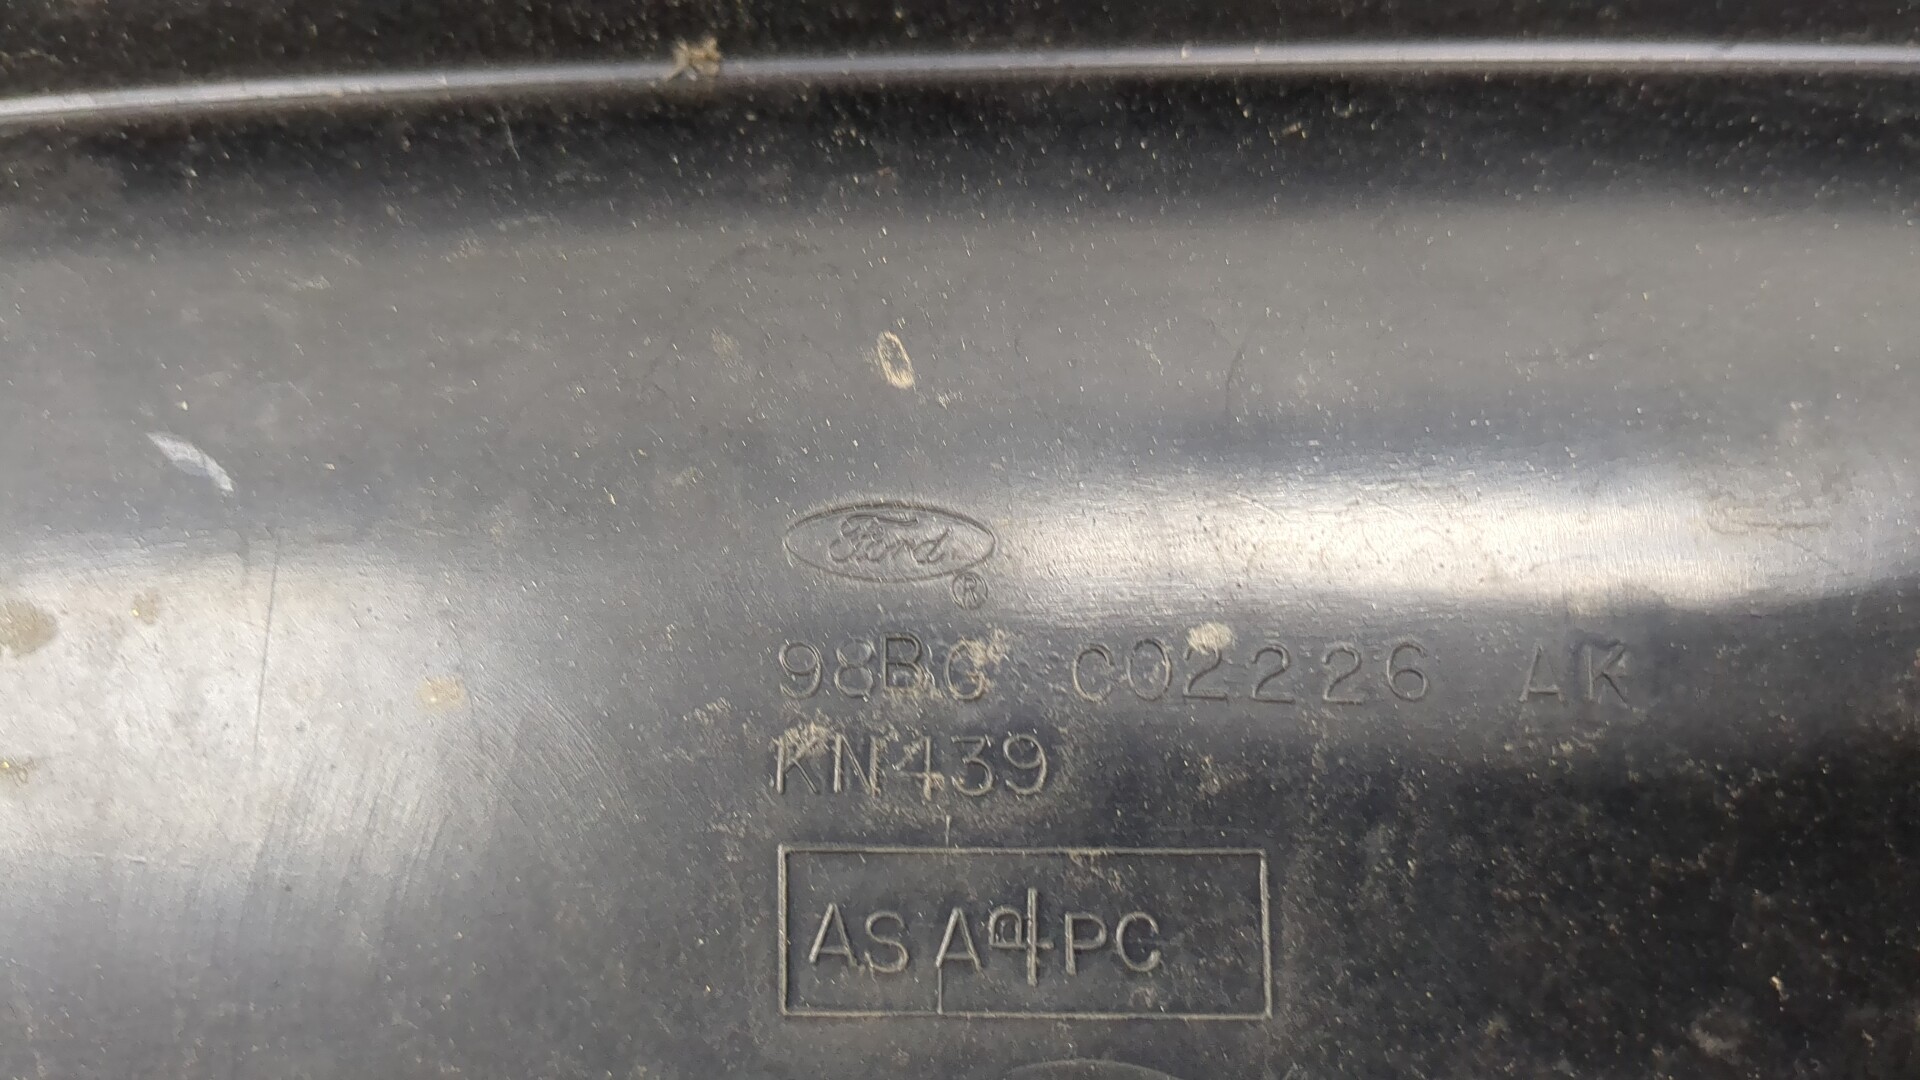 Ford
®
98BG C02226 AK
KN439
ASA+PC